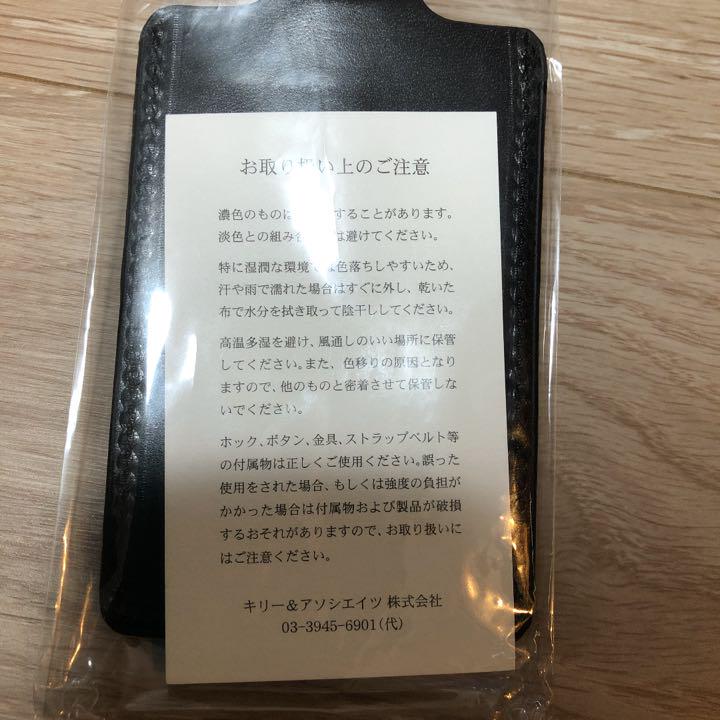 お取り扱い上のご注意
濃色のものは することがあります。
淡色との組み合 は避けてください。
特に湿潤な環境では色落ちしやすいため、
汗や雨で濡れた場合はすぐに外し、乾いた
布で水分を拭き取って陰干ししてください。
高温多湿を避け、風通しのいい場所に保管
してください。また、色移りの原因となり
ますので、他のものと密着させて保管しな
いでください。
ホック、ボタン、金具、ストラップベルト等
の付属物は正しくご使用ください。誤った
使用をされた場合、もしくは強度の負担が
かかった場合は付属物および製品が破損
するおそれがありますので、お取り扱いに
はご注意ください。
キリー&アソシエイツ 株式会社
03-3945-6901(代)